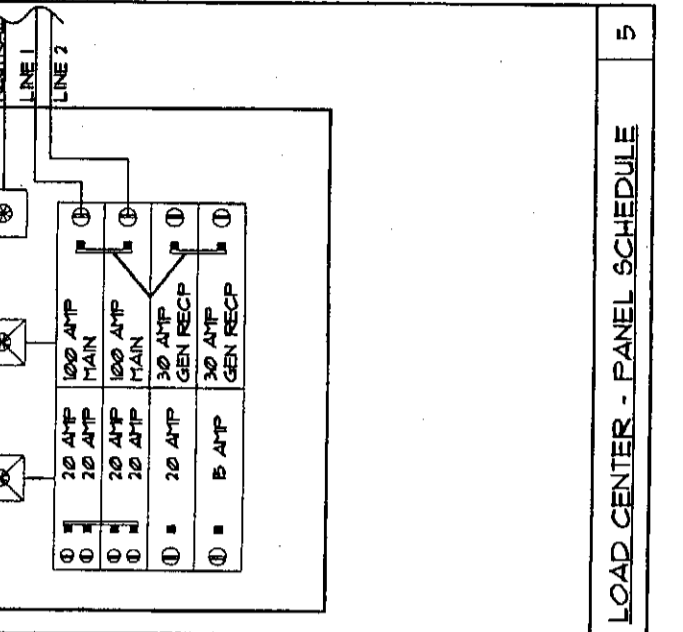 LINE 1
LINE 2
100 AMP
MAIN
100 AMP
MAIN
30 AMP
GEN RECP
30 AMP
GEN RECP
20 AMP
20 AMP
20 AMP
20 AMP
20 AMP
15 AMP
LOAD CENTER - PANEL SCHEDULE
5